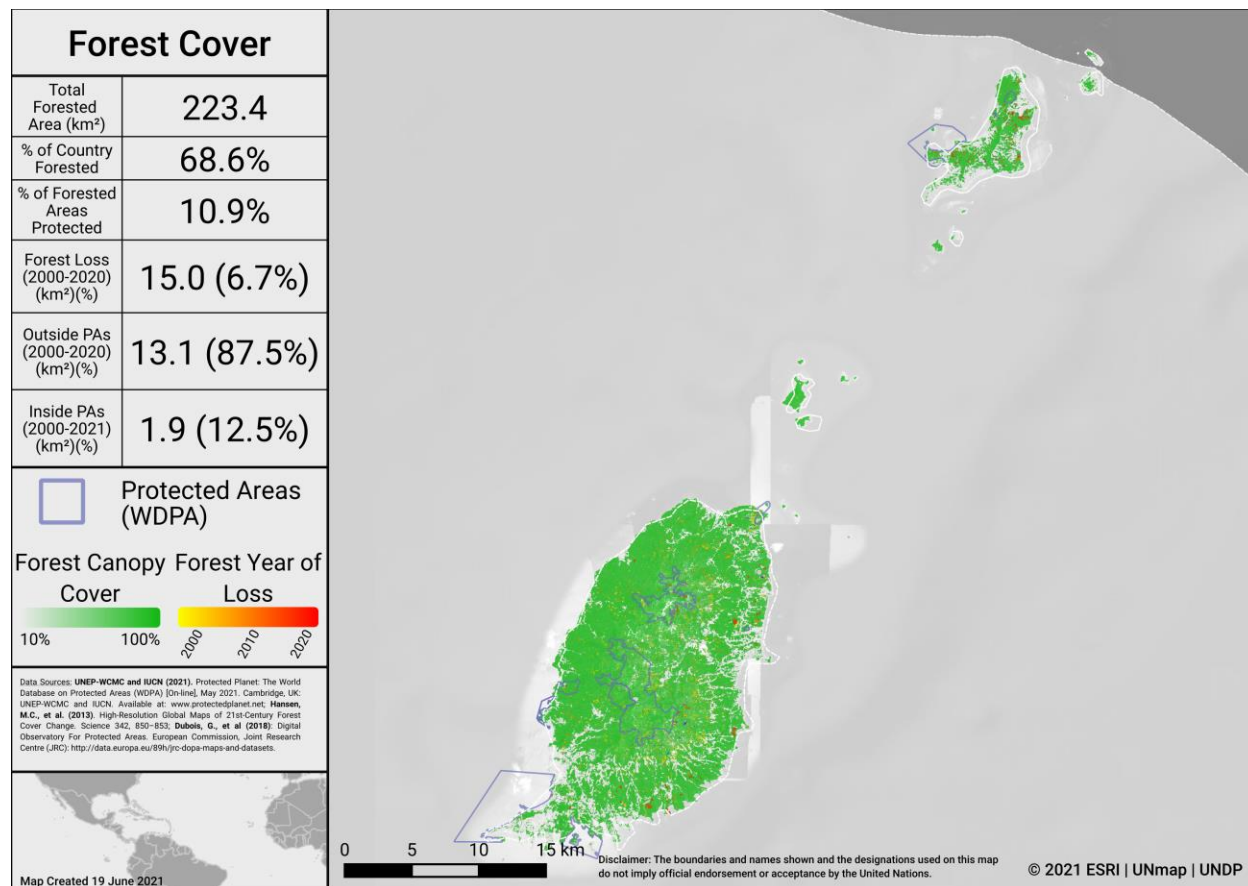 Forest Cover
Total
Forested
Area (km²)
223.4
% of Country
Forested
68.6%
% of Forested
Areas
Protected
10.9%
Forest Loss
(2000-2020)
(km²)(%)
15.0 (6.7%)
Outside PAs
(2000-2020)
(km²)(%)
13.1 (87.5%)
Inside PAs
(2000-2021)
(km²)(%)
1.9 (12.5%)
Protected Areas
(WDPA)
Forest Canopy
Cover
10%
100%
Forest Year of
Loss
2000
2010
2020
Data Sources: UNEP-WCMC and IUCN (2021). Protected Planet: The World
Database on Protected Areas (WDPA) [On-line], May 2021. Cambridge, UK:
UNEP-WCMC and IUCN. Available at: www.protectedplanet.net; Hansen,
M.C., et al. (2013). High-Resolution Global Maps of 21st-Century Forest
Cover Change. Science 342, 850–853; Dubois, G., et al (2018): Digital
Observatory For Protected Areas. European Commission, Joint Research
Centre (JRC): http://data.europa.eu/89h/jrc-dopa-maps-and-datasets.
Map Created 19 June 2021
0 5 10 15 km
Disclaimer: The boundaries and names shown and the designations used on this map
do not imply official endorsement or acceptance by the United Nations.
© 2021 ESRI | UNmap | UNDP